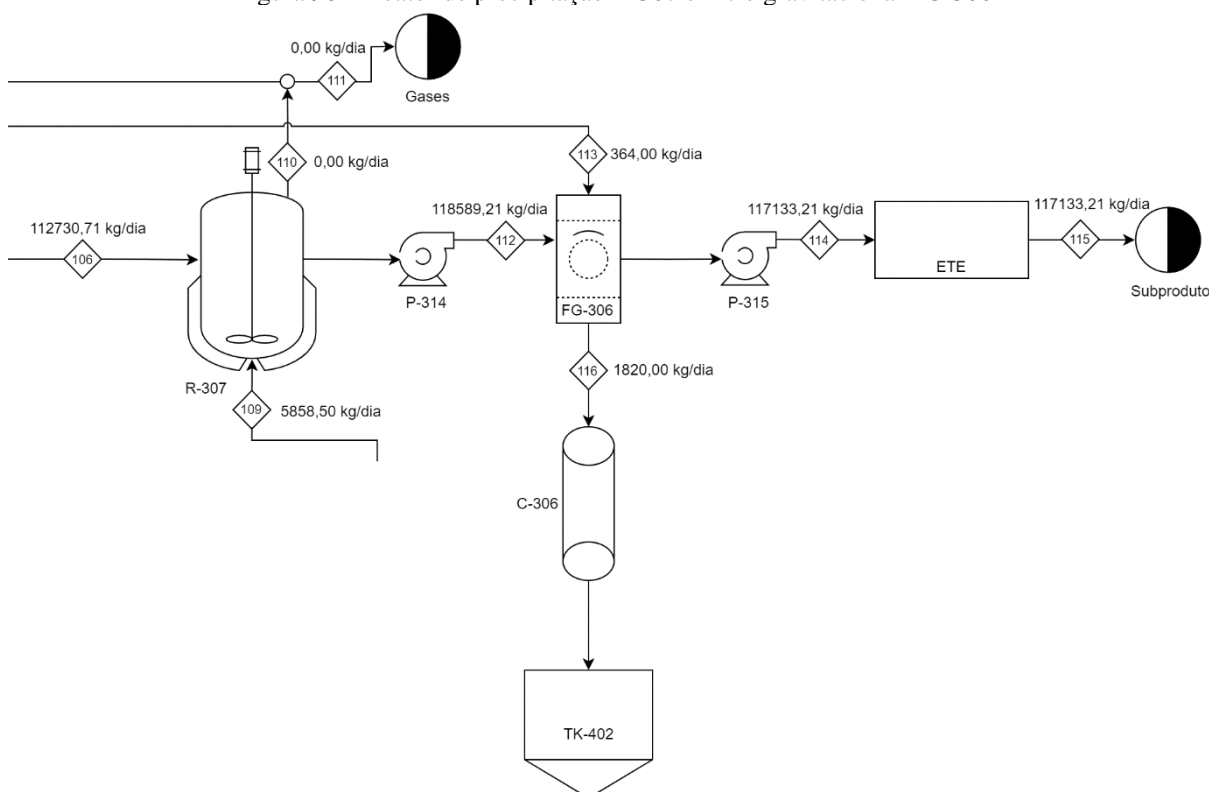 0,00 kg/dia
111
Gases
113
364,00 kg/dia
110
0,00 kg/dia
112730,71 kg/dia
106
118589,21 kg/dia
112
117133,21 kg/dia
114
117133,21 kg/dia
115
ETE
Subproduto
P-314
P-315
FG-306
116
1820,00 kg/dia
R-307
109
5858,50 kg/dia
C-306
TK-402